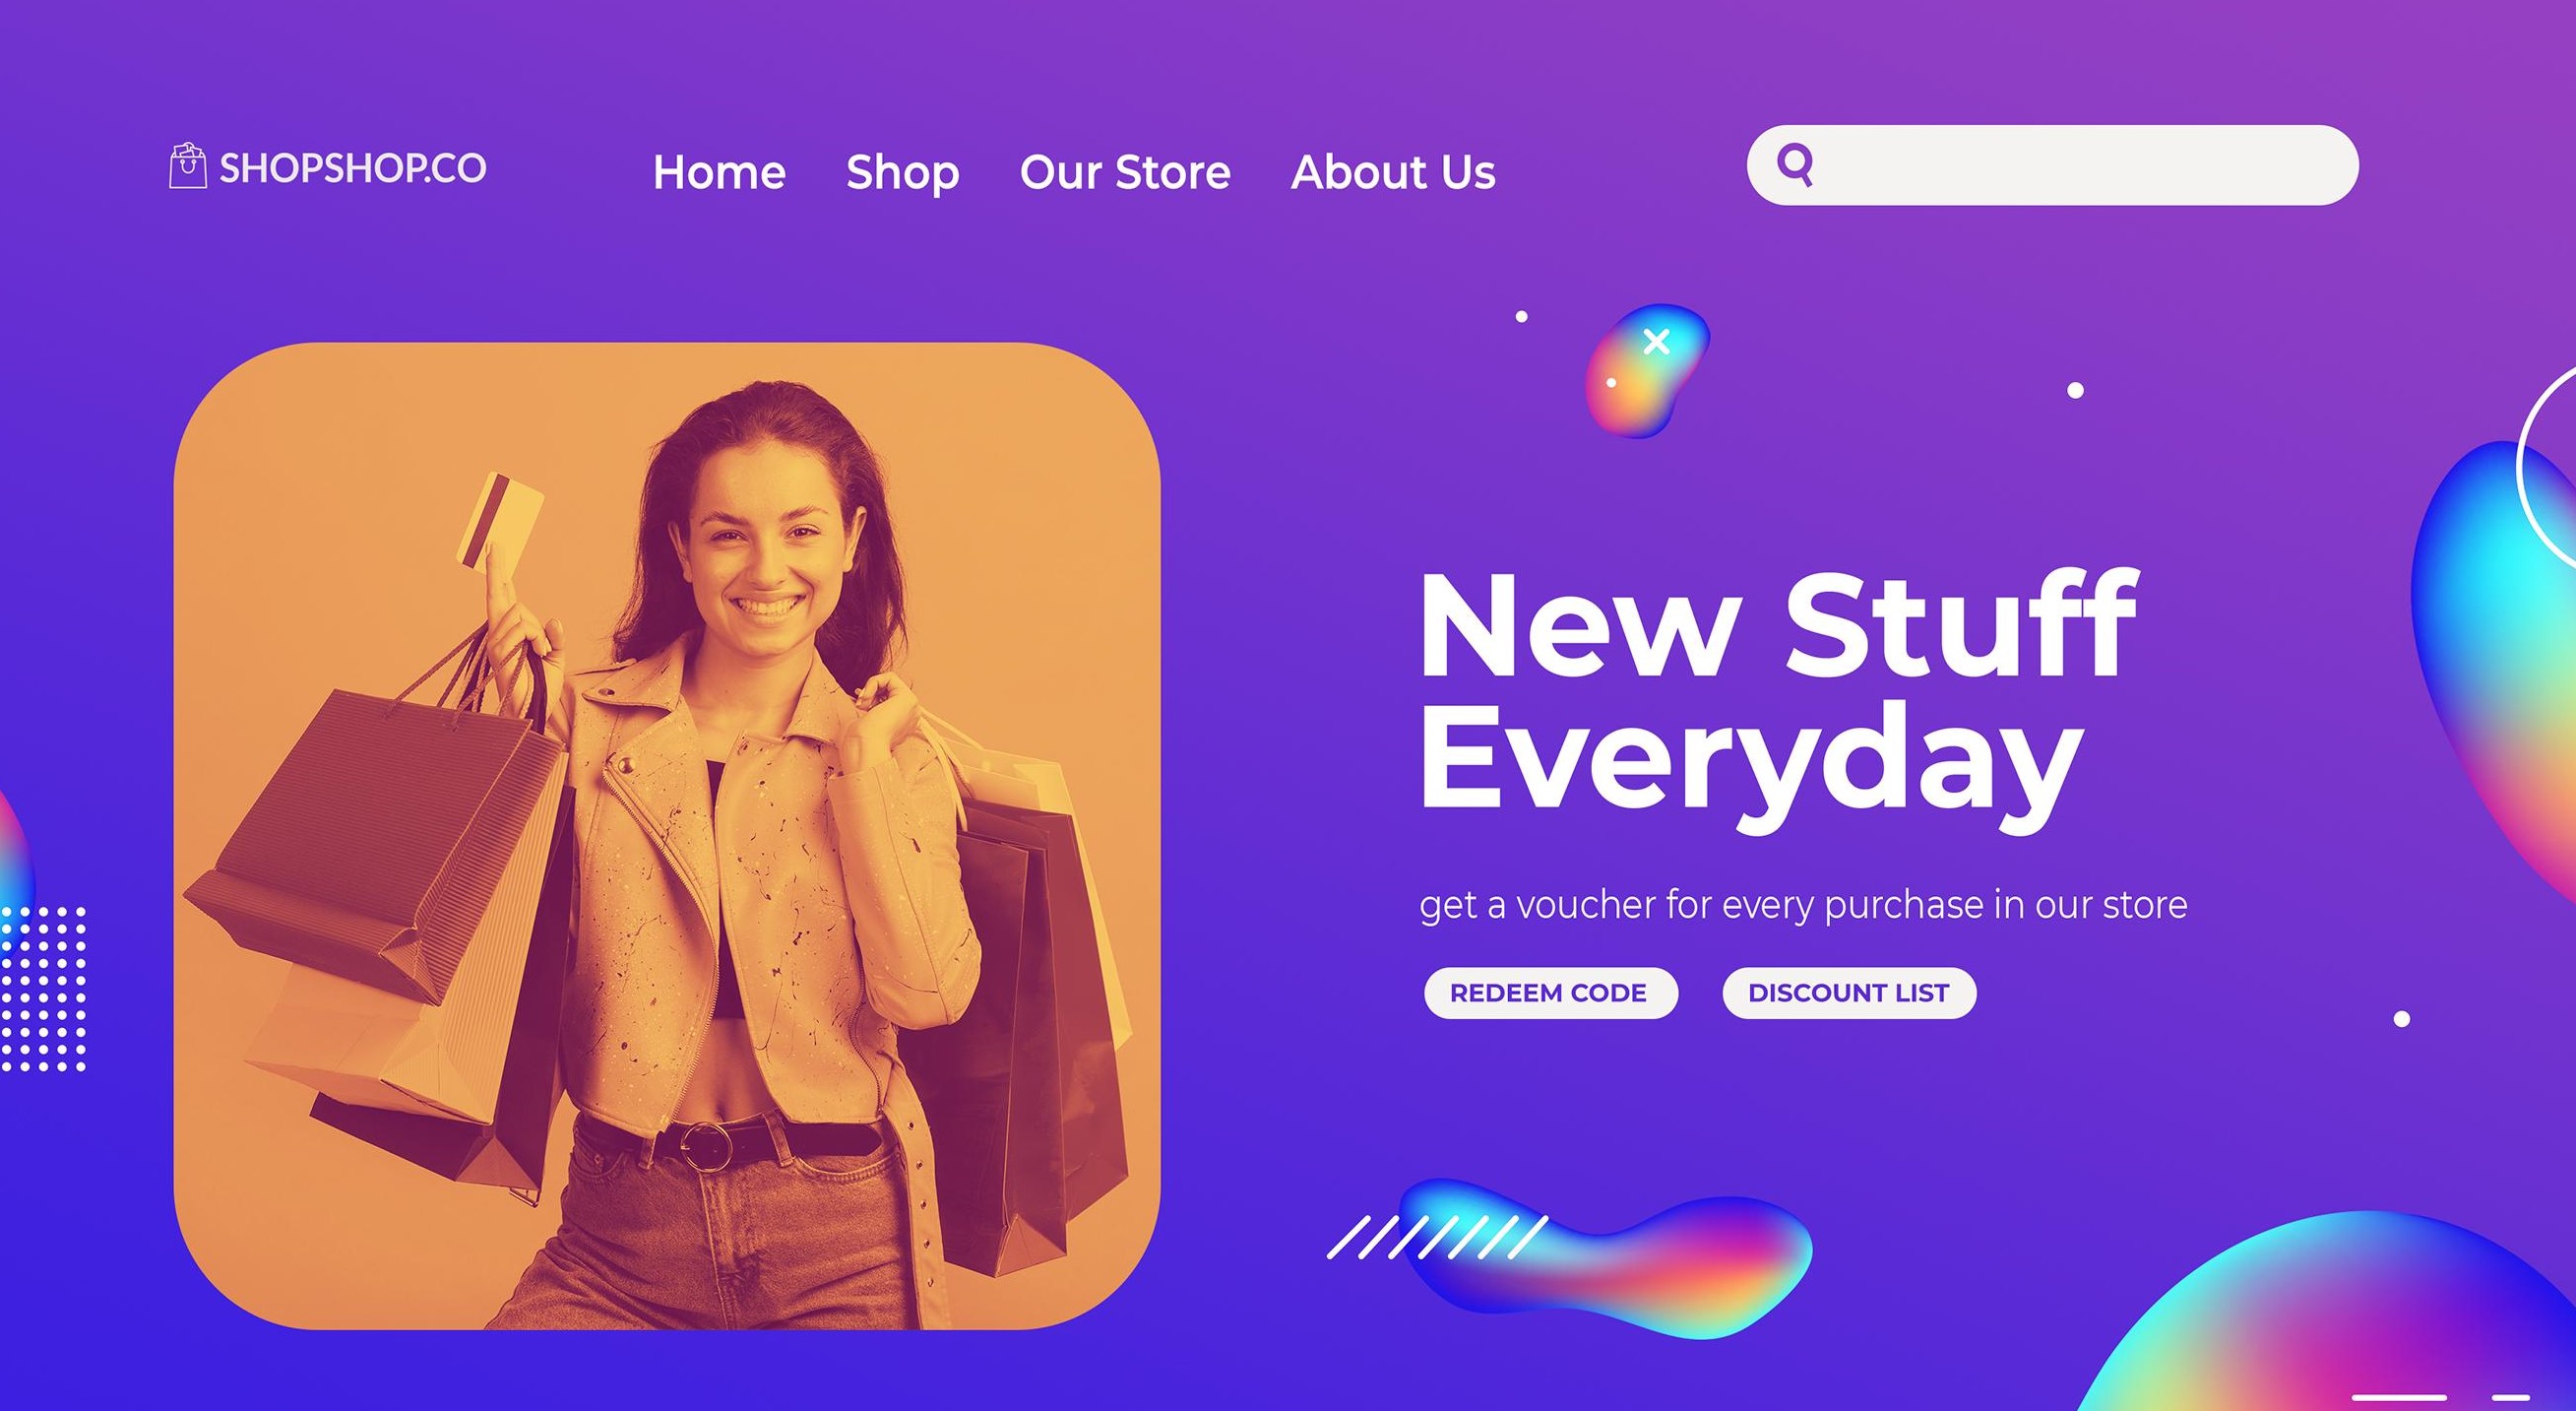 SHOPSHOP.CO
Home Shop Our Store About Us
New Stuff
Everyday
get a voucher for every purchase in our store
REDEEM CODE DISCOUNT LIST